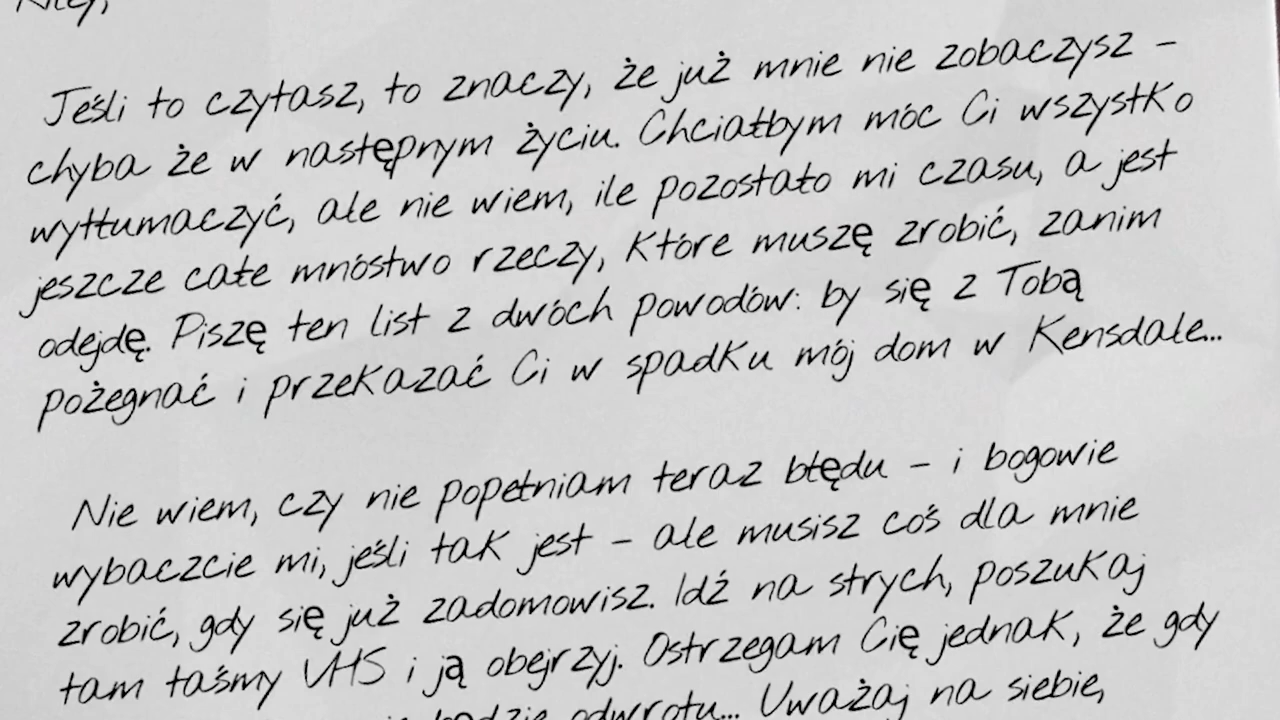 Jeśli to czytasz, to znaczy, że już mnie nie zobaczysz –
chyba że w następnym życiu. Chciałbym móc Ci wszystko
wytłumaczyć, ale nie wiem, ile pozostało mi czasu, a jest
jeszcze całe mnóstwo rzeczy, które muszę zrobić, zanim
odejdę. Piszę ten list z dwóch powodów: by się z Tobą
pożegnać i przekazać Ci w spadku mój dom w Kensdale...
Nie wiem, czy nie popełniam teraz błędu – i bogowie
wybaczcie mi, jeśli tak jest – ale musisz coś dla mnie
zrobić, gdy się już zadomowisz. Idź na strych, poszukaj
tam taśmy VHS i ją obejrzyj. Ostrzegam Cię jednak, że gdy
będzie odwrotu... Uważaj na siebie,